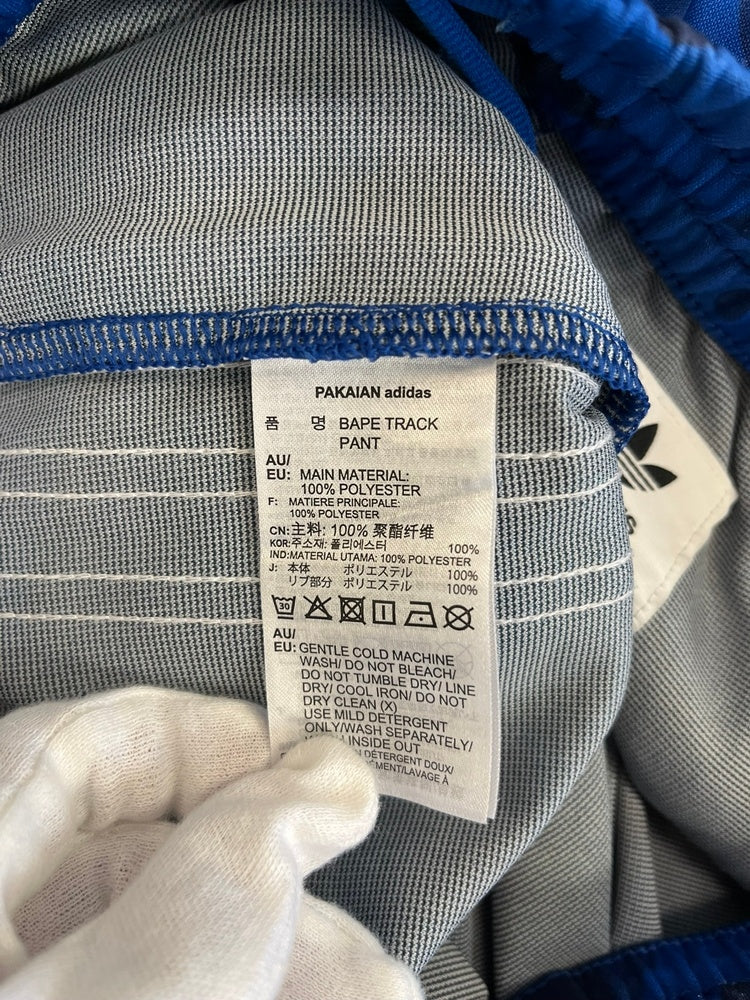 PAKAIAN adidas
품 명 BAPE TRACK
PANT
AU/
EU: MAIN MATERIAL:
100% POLYESTER
F: MATIERE PRINCIPALE:
100% POLYESTER
CN:主料: 100% 聚酯纤维
KOR:주소재: 폴리에스터 100%
IND:MATERIAL UTAMA: 100% POLYESTER
J: 本体 ポリエステル 100%
リブ部分 ポリエステル 100%
30
AU/
EU: GENTLE COLD MACHINE
WASH/ DO NOT BLEACH/
DO NOT TUMBLE DRY/ LINE
DRY/ COOL IRON/ DO NOT
DRY CLEAN (X)
USE MILD DETERGENT
ONLY/WASH SEPARATELY/
INSIDE OUT
DÉTERGENT DOUX/
LAVAGE À